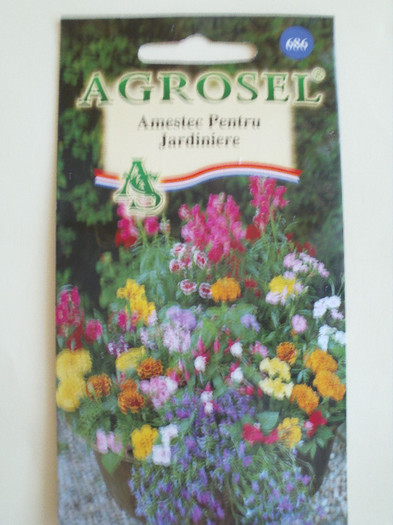 686
AGROSEL®
Amestec Pentru
Jardiniere
AS